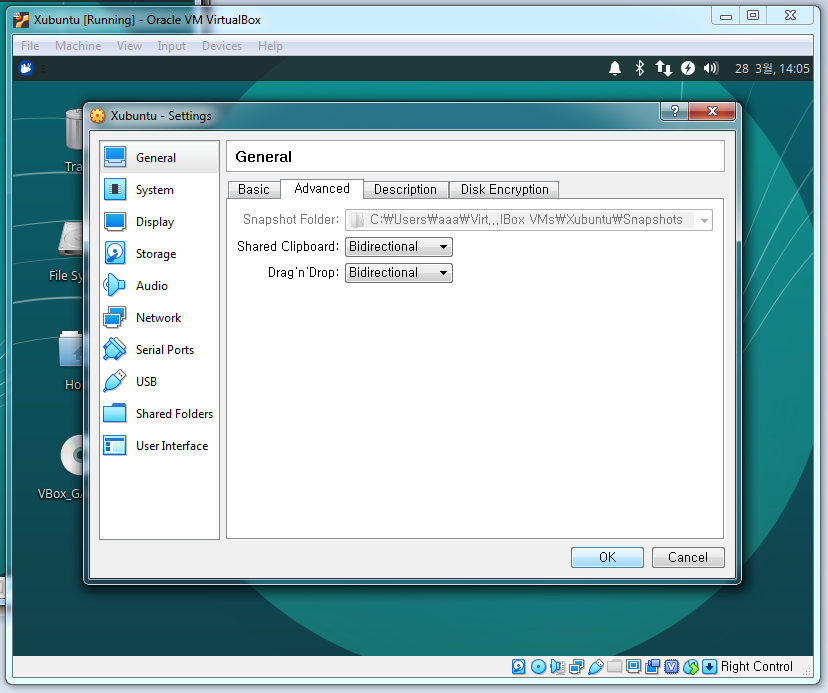 Xubuntu [Running] - Oracle VM VirtualBox
File Machine View Input Devices Help
28 3월, 14:05
Xubuntu - Settings
?
General
System
Display
Storage
Audio
Network
Serial Ports
USB
Shared Folders
User Interface
General
Basic Advanced Description Disk Encryption
Snapshot Folder: C:₩Users₩aaa₩Virt,,,lBox VMs₩Xubuntu₩Snapshots
Shared Clipboard: Bidirectional
Drag'n'Drop: Bidirectional
OK Cancel
Tra
File Sy
Ho
VBox_G
Right Control